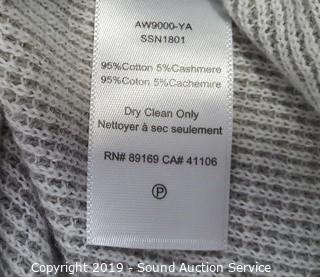 AW9000-YA
SSN1801
95%Cotton 5%Cashmere
95%Coton 5%Cachemire
Dry Clean Only
Nettoyer à sec seulement
RN# 89169 CA# 41106
P
Copyright 2019 - Sound Auction Service